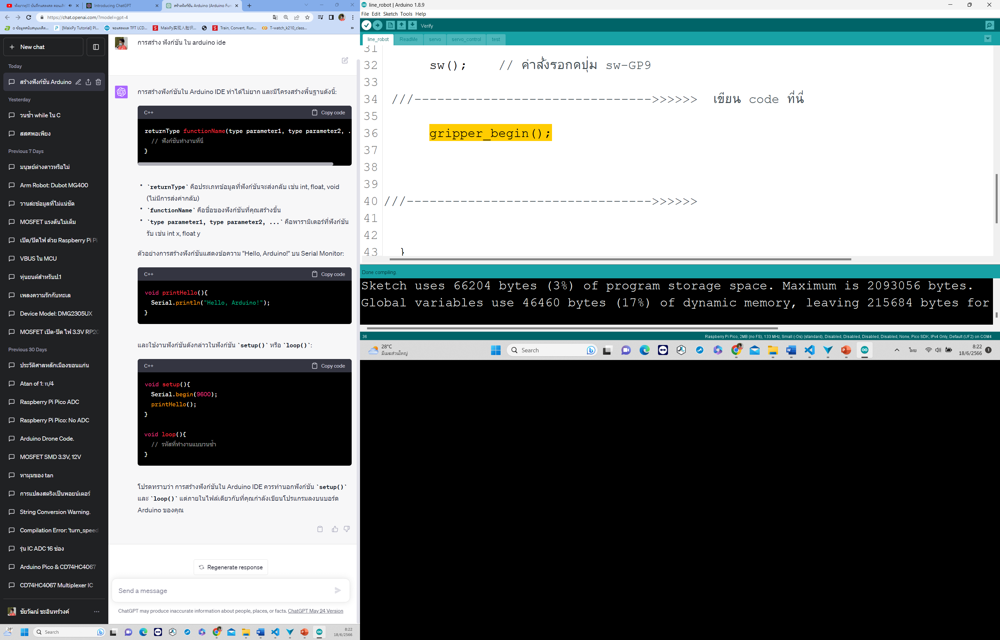 Introducing ChatGPT
สร้างฟังก์ชัน Arduino (Arduino Fun
https://chat.openai.com/?model=gpt-4
[MaixPy Tutorial] Pl...
จอแสดงผล TFT LCD...
MaixPy实现人脸识...
Train, Convert, Run...
T-watch_k210_class...
New chat
Today
สร้างฟังก์ชัน Arduino
Yesterday
วนซ้ำ while ใน C
สสศพอเพียง
Previous 7 Days
มนุษย์ต่างดาวหรือไม่
Arm Robot: Dubot MG400
วานล่ะข้อมูลที่ไม่แน่ชัด
MOSFET แรงดันไม่เต็ม
เปิด/ปิดไฟ ด้วย Raspberry Pi Pi
VBUS ใน MCU
หุ่นยนต์สำหรับป.1
เพลงความรักกับทะเล
Device Model: DMG2305UX
MOSFET เปิด-ปิด ไฟ 3.3V RP20
Previous 30 Days
ประวัติศาลหลักเมืองขอนแก่น
Atan of 1: π/4
Raspberry Pi Pico ADC
Raspberry Pi Pico: No ADC
Arduino Drone Code.
MOSFET SMD 3.3V, 12V
หามุมของ tan
การแปลงสตริงเป็นพอยน์เตอร์
String Conversion Warning.
Compilation Error: 'turn_speed
รุ่น IC ADC 16 ช่อง
Arduino Pico & CD74HC4067
CD74HC4067 Multiplexer IC
ชัยวัฒน์ ชะอินทร์วงค์
การสร้าง ฟังก์ชัน ใน arduino ide
การสร้างฟังก์ชันใน Arduino IDE ทำได้ไม่ยาก และมีโครงสร้างพื้นฐานดังนี้:
C++
Copy code
returnType functionName(type parameter1, type parameter2, .
// ฟังก์ชันทำงานที่นี่
}
• `returnType` คือประเภทข้อมูลที่ฟังก์ชันจะส่งกลับ เช่น int, float, void
(ไม่มีการส่งค่ากลับ)
• `functionName` คือชื่อของฟังก์ชันที่คุณสร้างขึ้น
• `type parameter1, type parameter2, ...` คือพารามิเตอร์ที่ฟังก์ชัน
รับ เช่น int x, float y
ตัวอย่างการสร้างฟังก์ชันแสดงข้อความ "Hello, Arduino!" บน Serial Monitor:
C++
Copy code
void printHello(){
Serial.println("Hello, Arduino!");
}
และใช้งานฟังก์ชันดังกล่าวในฟังก์ชัน `setup()` หรือ `loop()`:
C++
Copy code
void setup(){
Serial.begin(9600);
printHello();
}
void loop(){
// รหัสที่ทำงานแบบวนซ้ำ
}
โปรดทราบว่า การสร้างฟังก์ชันใน Arduino IDE ควรทำนอกฟังก์ชัน `setup()`
และ `loop()` แต่ภายในไฟล์เดียวกับที่คุณกำลังเขียนโปรแกรมลงบนบอร์ด
Arduino ของคุณ
Regenerate response
Send a message
ChatGPT may produce inaccurate information about people, places, or facts. ChatGPT May 24 Version
28°
Search
8:22
18/6/2566
line_robot | Arduino 1.8.9
File Edit Sketch Tools Help
Verify
line_robot
ReadMe
servo
servo_control
test
31
32 sw(); // คำสั่งรอกดปุ่ม sw-GP9
33
34 ///------------------------------->>>>>> เขียน code ที่นี่
35
36 gripper_begin();
37
38
39
40 ///-------------------------------->>>>>>
41
42
43 }
Done compiling.
Sketch uses 66204 bytes (3%) of program storage space. Maximum is 2093056 bytes.
Global variables use 46460 bytes (17%) of dynamic memory, leaving 215684 bytes for
36
Raspberry Pi Pico, 2MB (no FS), 133 MHz, Small (-Os) (standard), Disabled, Disabled, Disabled, Disabled, None, Pico SDK, IPv4 Only, Default (UF2) on COM4
28°C
มีเมฆส่วนใหญ่
Search
ไทย
8:22
18/6/2566
1